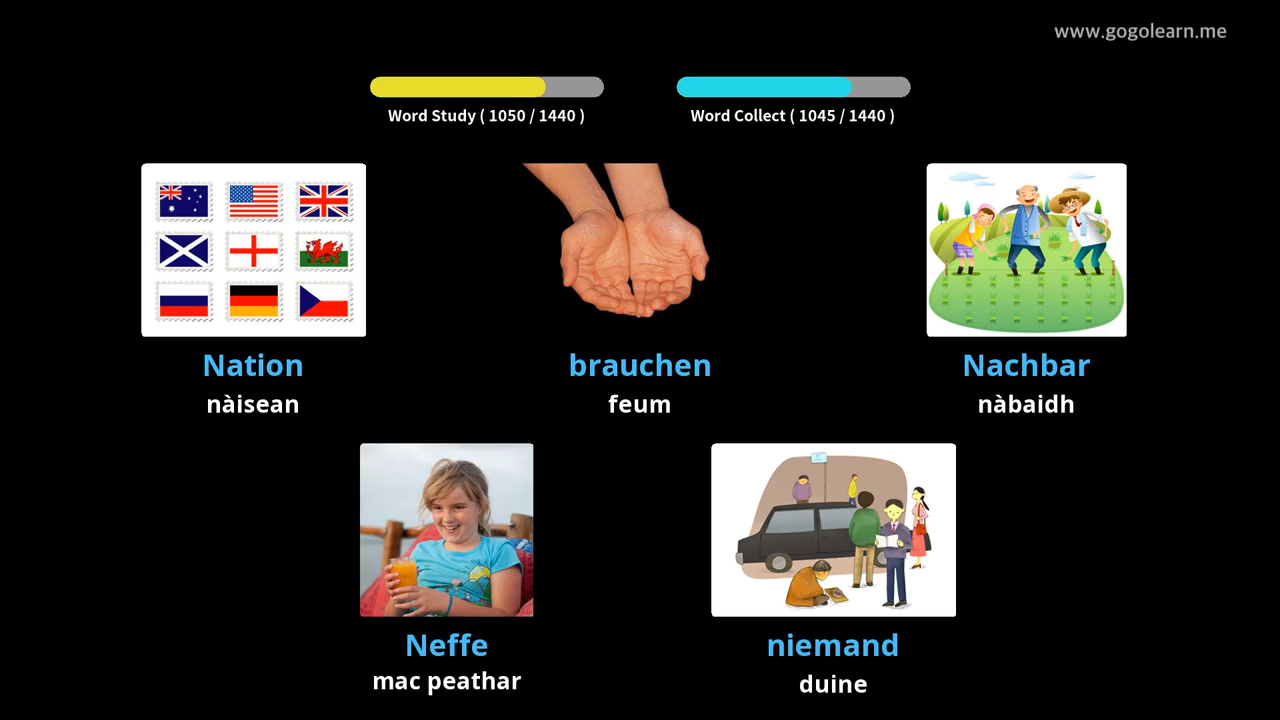 www.gogolearn.me
Word Study ( 1050 / 1440 )
Word Collect ( 1045 / 1440 )
Nation
nàisean
brauchen
feum
Nachbar
nàbaidh
Neffe
mac peathar
niemand
duine